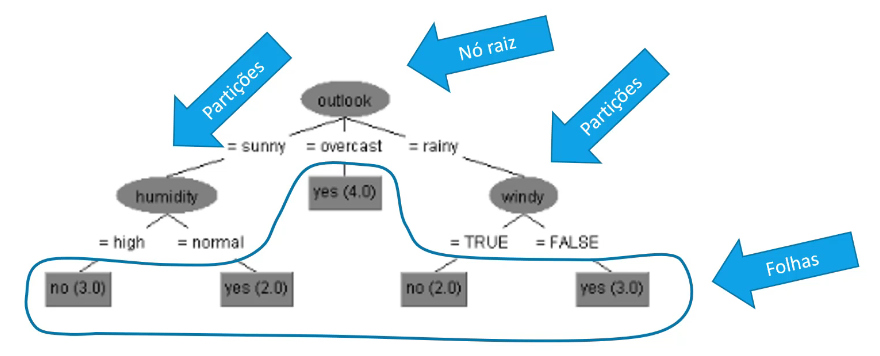 Nó raiz
Partições
Partições
outlook
= sunny
= overcast
= rainy
humidity
yes (4.0)
windy
= high
= normal
= TRUE
= FALSE
Folhas
no (3.0)
yes (2.0)
no (2.0)
yes (3.0)